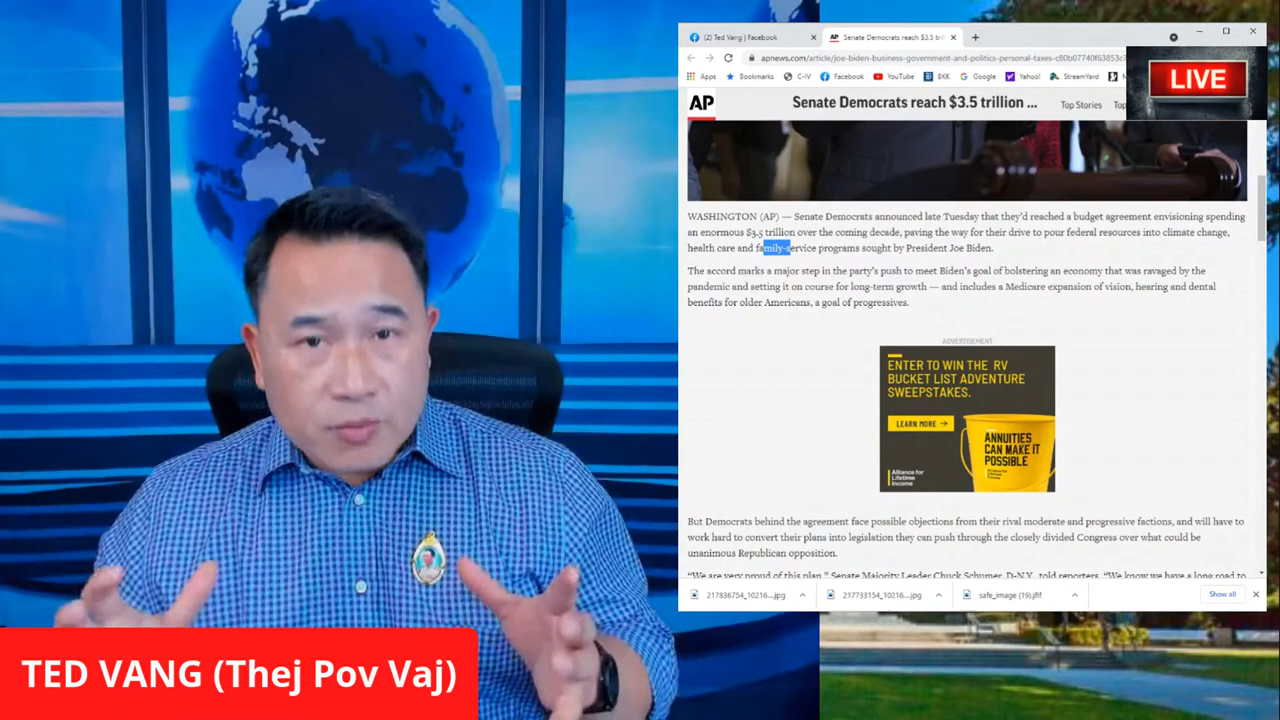 (2) Ted Vang | Facebook
Senate Democrats reach $3.5 tril
apnews.com/article/joe-biden-business-government-and-politics-personal-taxes-c80b07740f63853c7
Apps Bookmarks C-IV Facebook YouTube BKK Google Yahoo! StreamYard
LIVE
AP Senate Democrats reach $3.5 trillion ... Top Stories
WASHINGTON (AP) — Senate Democrats announced late Tuesday that they'd reached a budget agreement envisioning spending
an enormous $3.5 trillion over the coming decade, paving the way for their drive to pour federal resources into climate change,
health care and family-service programs sought by President Joe Biden.
The accord marks a major step in the party's push to meet Biden's goal of bolstering an economy that was ravaged by the
pandemic and setting it on course for long-term growth — and includes a Medicare expansion of vision, hearing and dental
benefits for older Americans, a goal of progressives.
ADVERTISEMENT
ENTER TO WIN THE RV
BUCKET LIST ADVENTURE
SWEEPSTAKES.
LEARN MORE →
ANNUITIES
CAN MAKE IT
POSSIBLE
Alliance for
Lifetime
Income
But Democrats behind the agreement face possible objections from their rival moderate and progressive factions, and will have to
work hard to convert their plans into legislation they can push through the closely divided Congress over what could be
unanimous Republican opposition.
"We are very proud of this plan," Senate Majority Leader Chuck Schumer, D-N.Y., told reporters. "We know we have a long road to
217836754_10216....jpg 217733154_10216....jpg safe_image (19).jfif Show all
TED VANG (Thej Pov Vaj)